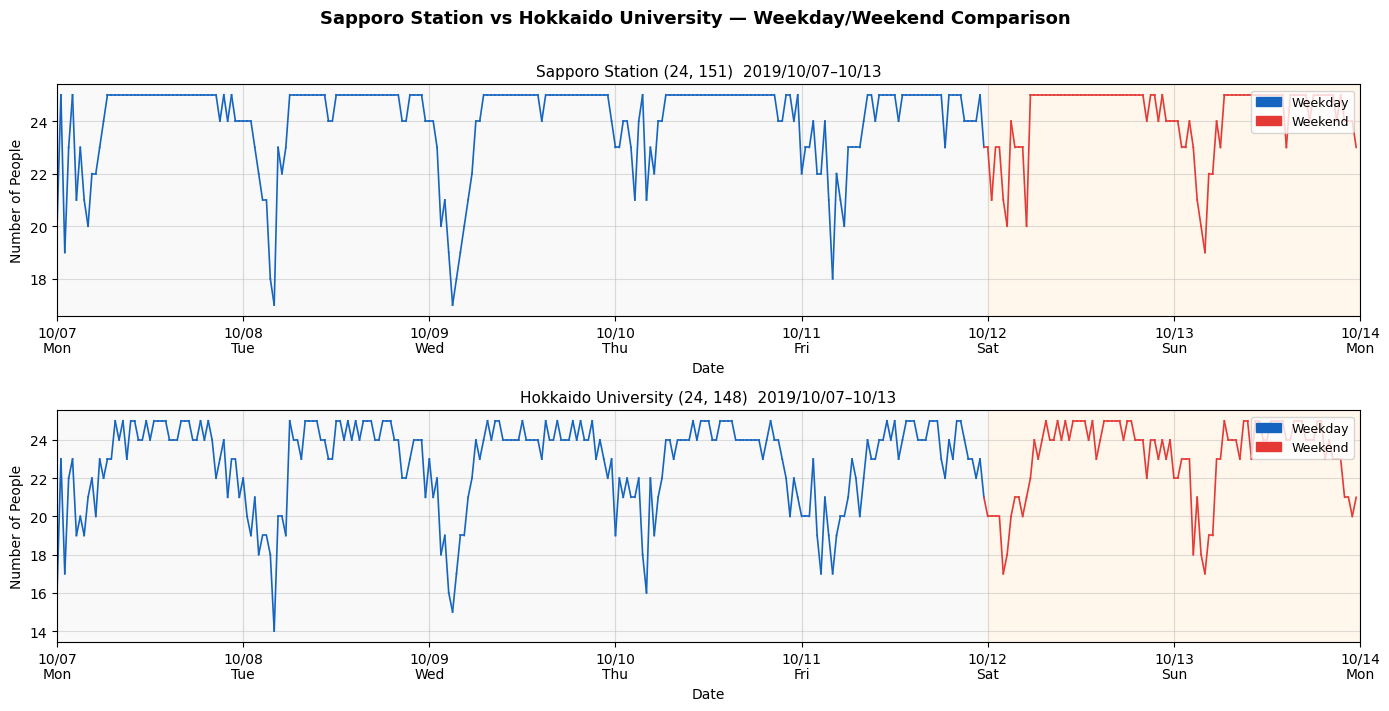 Sapporo Station vs Hokkaido University — Weekday/Weekend Comparison
Sapporo Station (24, 151)  2019/10/07–10/13
Number of People
24
22
20
18
Weekday
Weekend
10/07 10/08 10/09 10/10 10/11 10/12 10/13 10/14
Mon Tue Wed Thu Fri Sat Sun Mon
Date
Hokkaido University (24, 148)  2019/10/07–10/13
Number of People
24
22
20
18
16
14
Weekday
Weekend
10/07 10/08 10/09 10/10 10/11 10/12 10/13 10/14
Mon Tue Wed Thu Fri Sat Sun Mon
Date